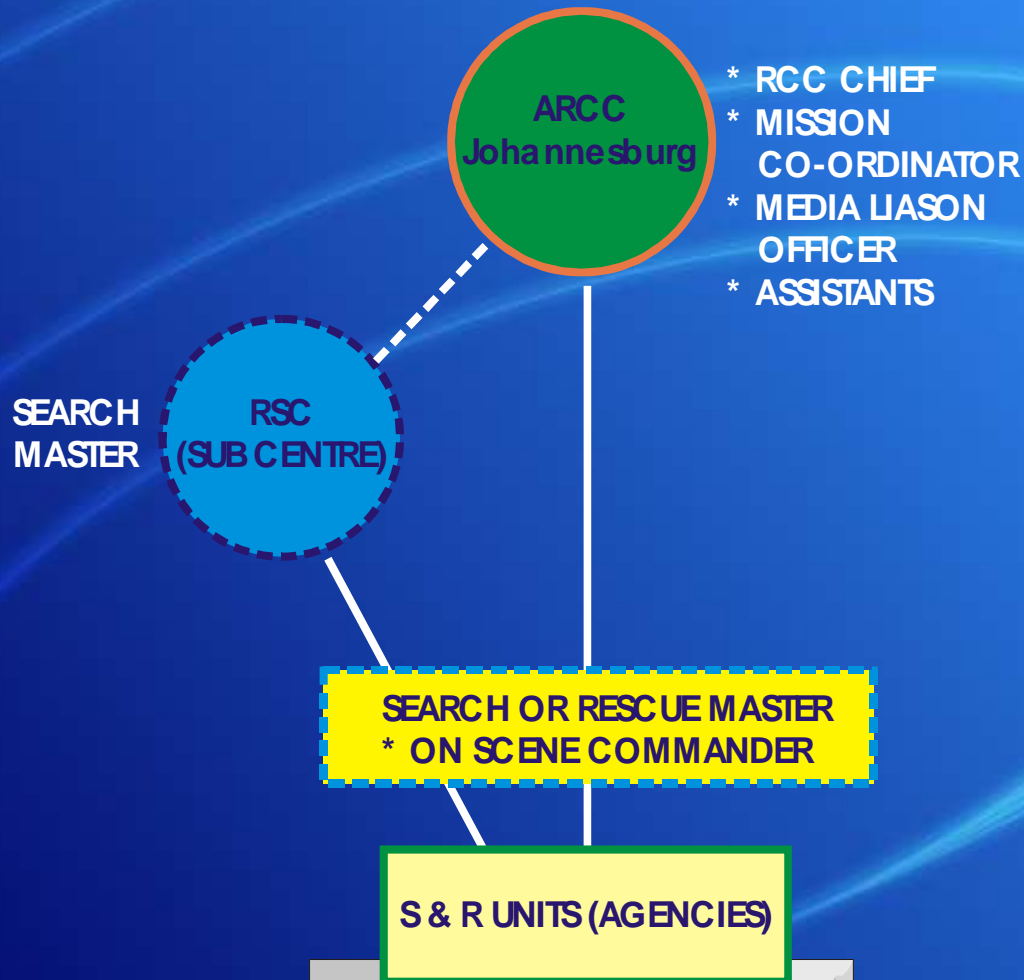 ARCC
Johannesburg
* RCC CHIEF
* MISSION
CO-ORDINATOR
* MEDIA LIASON
OFFICER
* ASSISTANTS
SEARCH
MASTER
RSC
(SUB CENTRE)
SEARCH OR RESCUE MASTER
* ON SCENE COMMANDER
S & R UNITS (AGENCIES)